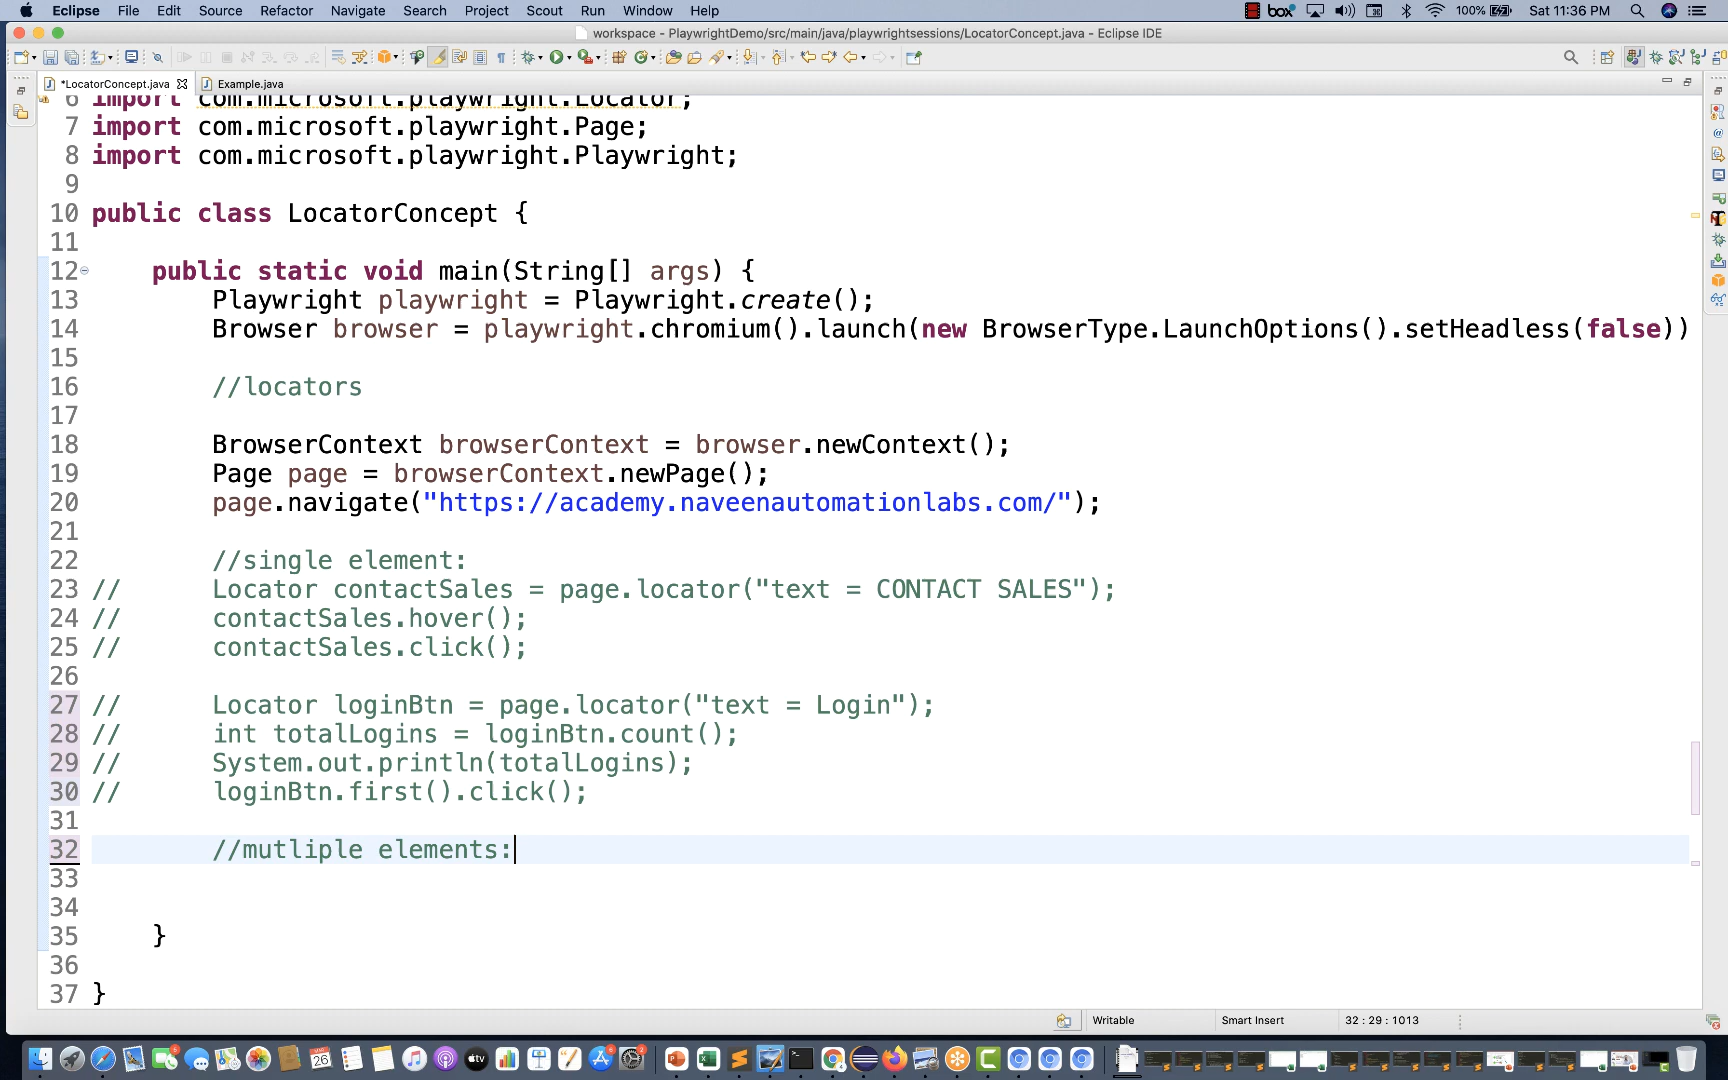 Eclipse File Edit Source Refactor Navigate Search Project Scout Run Window Help box 100% Sat 11:36 PM
workspace - PlaywrightDemo/src/main/java/playwrightsessions/LocatorConcept.java - Eclipse IDE
*LocatorConcept.java Example.java
6 import com.microsoft.playwright.Locator;
7 import com.microsoft.playwright.Page;
8 import com.microsoft.playwright.Playwright;
9
10 public class LocatorConcept {
11
12 public static void main(String[] args) {
13 Playwright playwright = Playwright.create();
14 Browser browser = playwright.chromium().launch(new BrowserType.LaunchOptions().setHeadless(false))
15
16 //locators
17
18 BrowserContext browserContext = browser.newContext();
19 Page page = browserContext.newPage();
20 page.navigate("https://academy.naveenautomationlabs.com/");
21
22 //single element:
23 // Locator contactSales = page.locator("text = CONTACT SALES");
24 // contactSales.hover();
25 // contactSales.click();
26
27 // Locator loginBtn = page.locator("text = Login");
28 // int totalLogins = loginBtn.count();
29 // System.out.println(totalLogins);
30 // loginBtn.first().click();
31
32 //mutliple elements:
33
34
35 }
36
37 }
Writable Smart Insert 32 : 29 : 1013